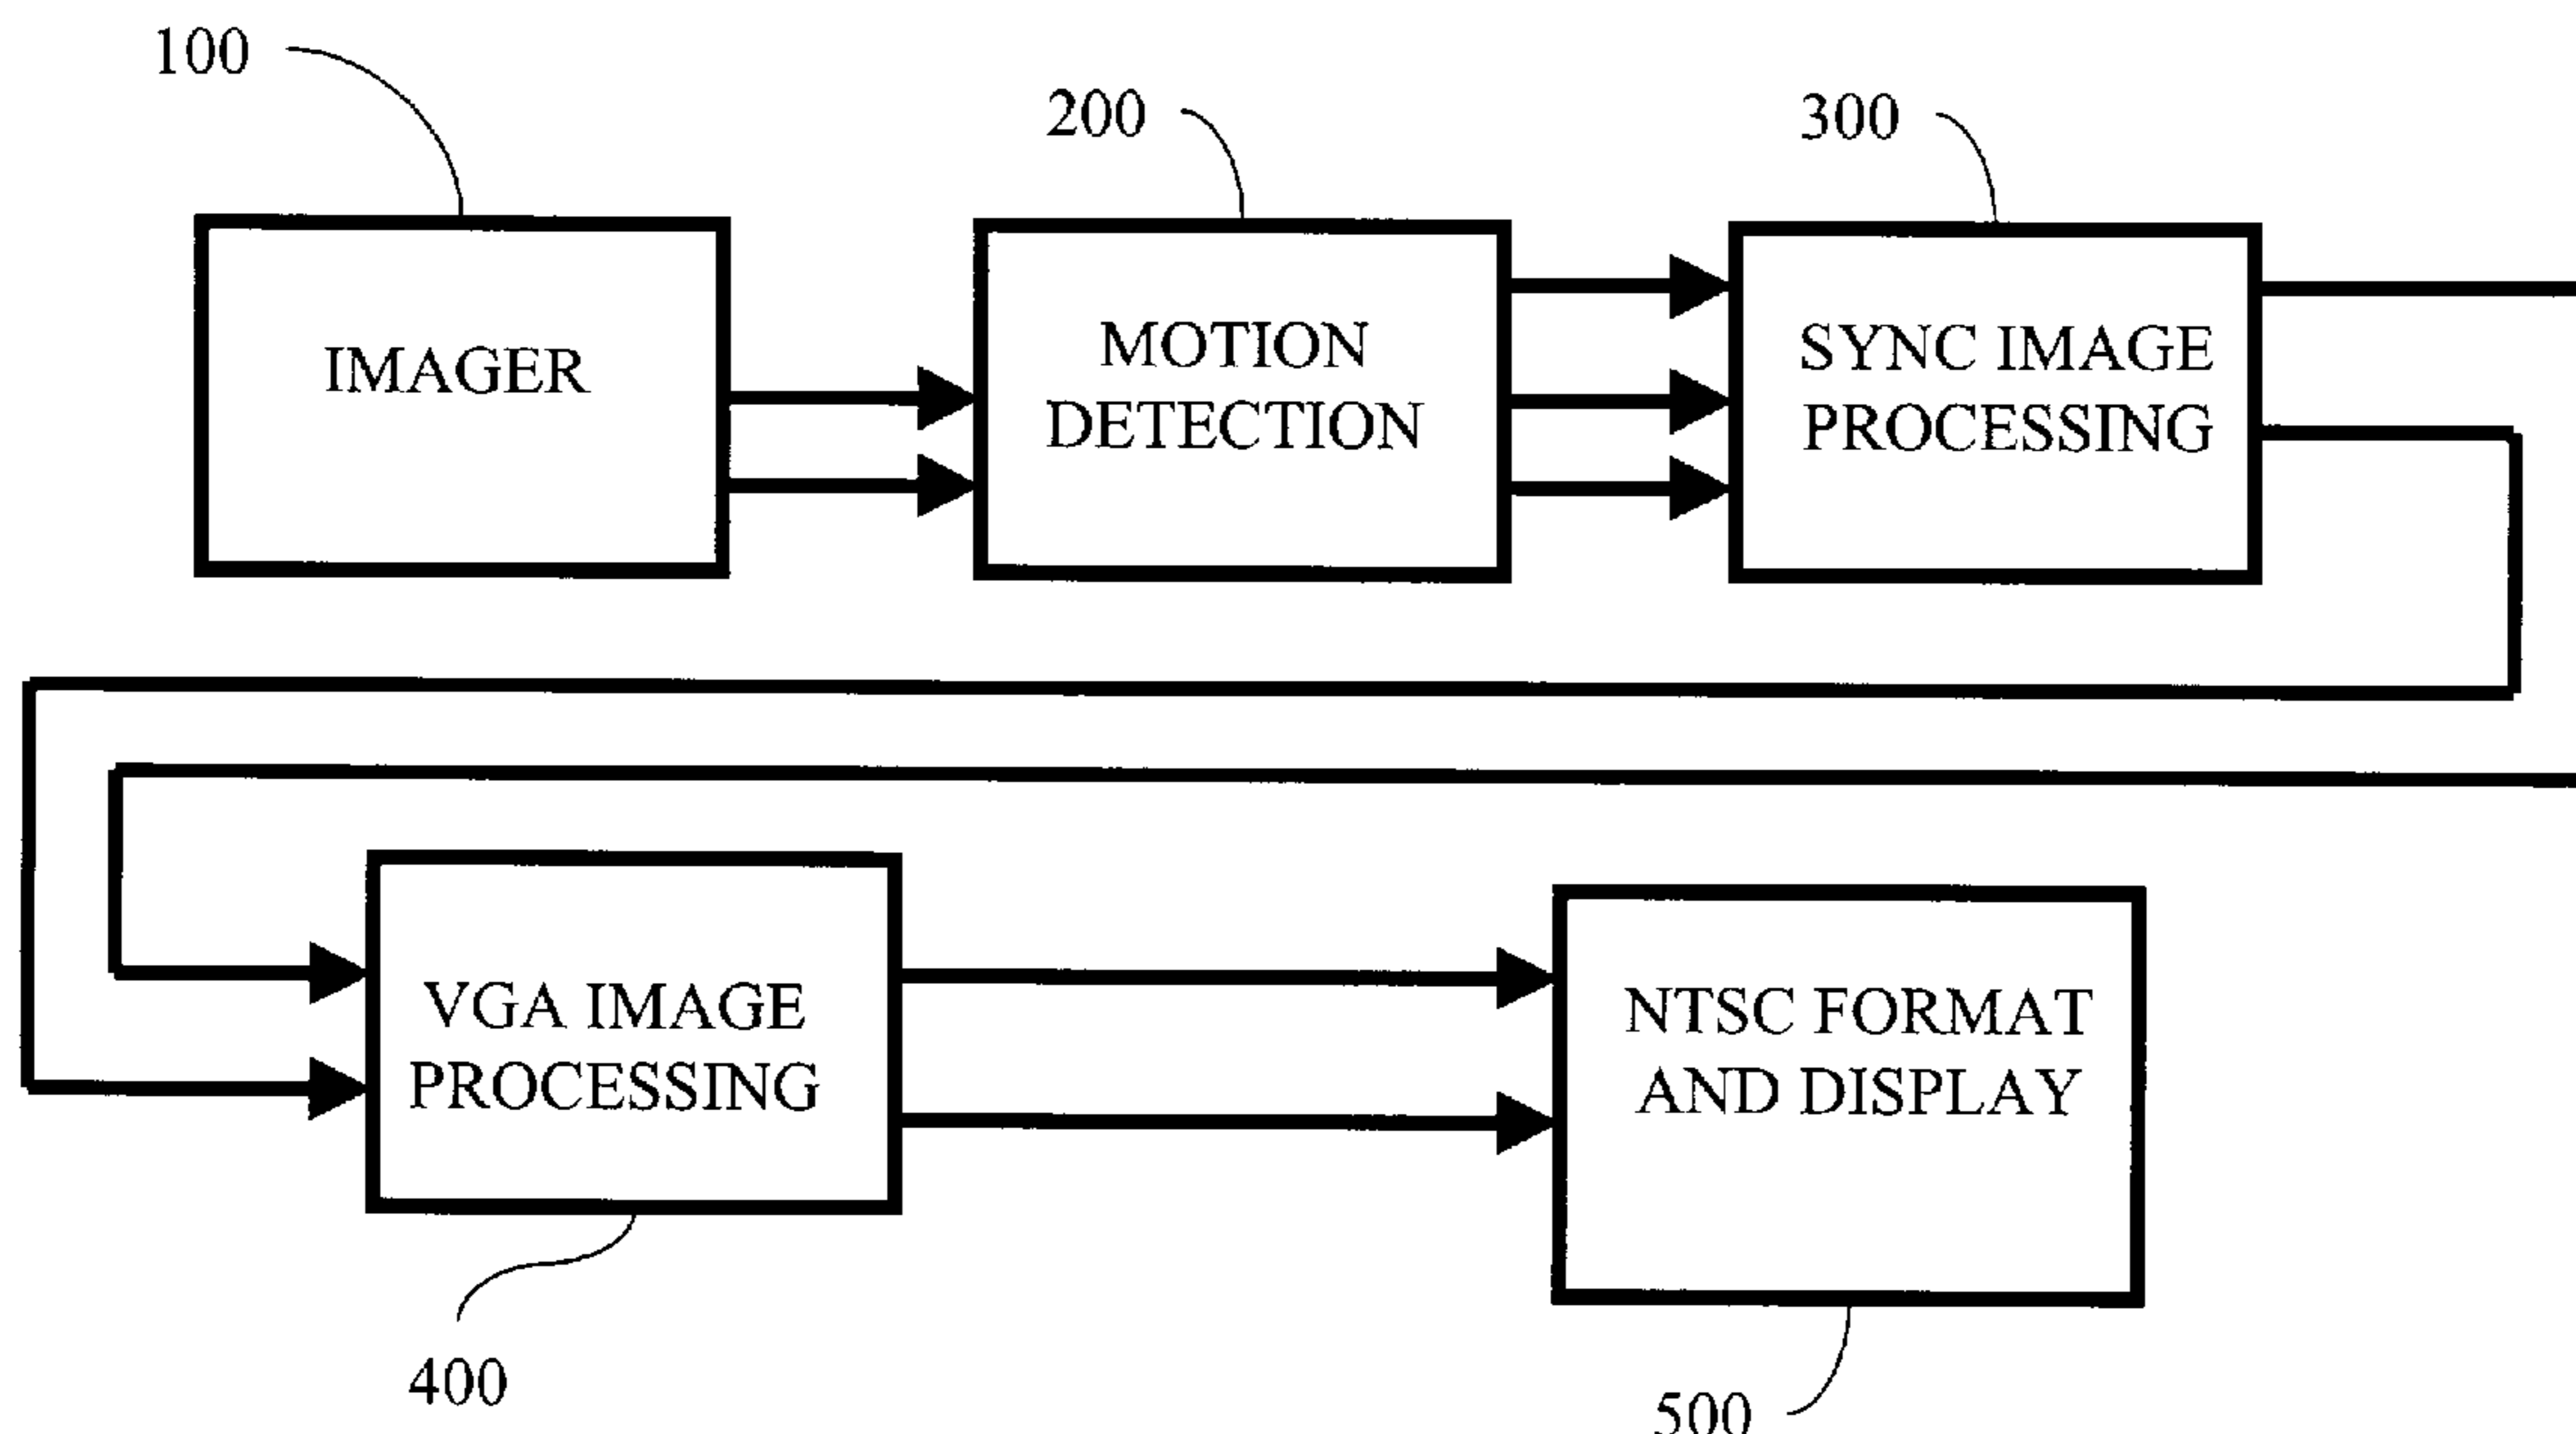 100
200
300
IMAGER
MOTION
DETECTION
SYNC IMAGE
PROCESSING
VGA IMAGE
PROCESSING
NTSC FORMAT
AND DISPLAY
400
500